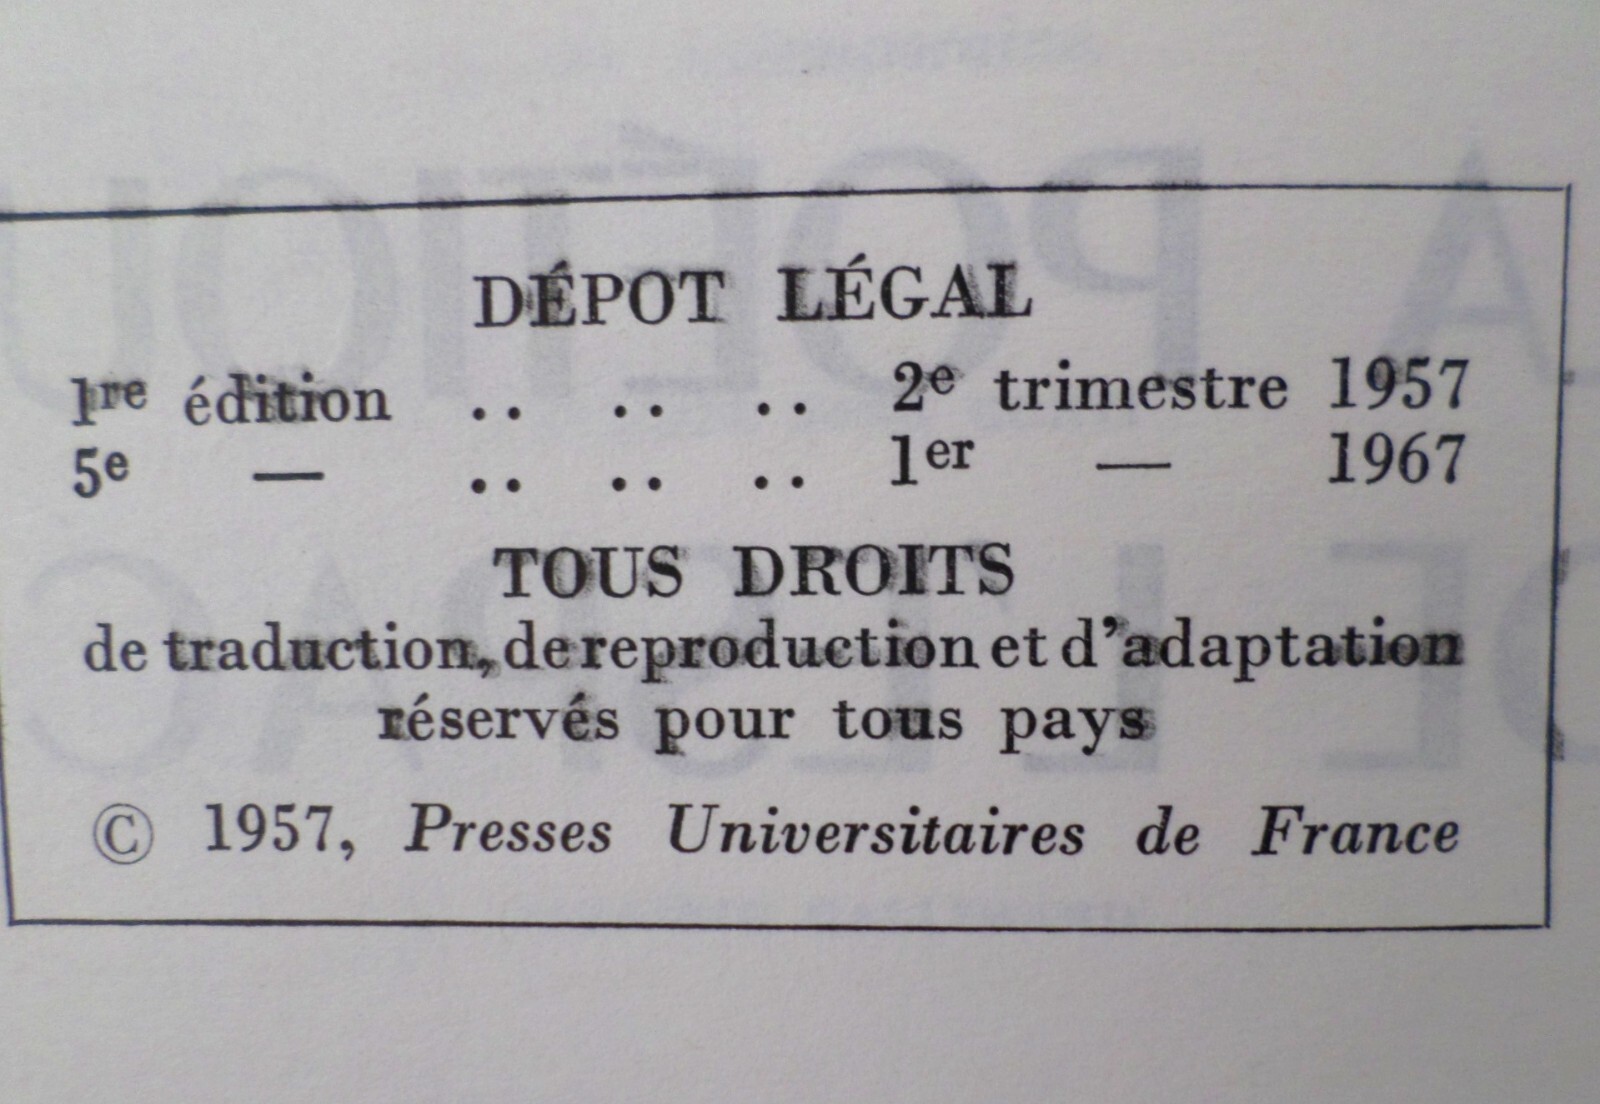 DÉPOT LÉGAL
1re édition .. .. .. 2e trimestre 1957
5e — .. .. .. 1er — 1967
TOUS DROITS
de traduction, de reproduction et d'adaptation
réservés pour tous pays
© 1957, Presses Universitaires de France